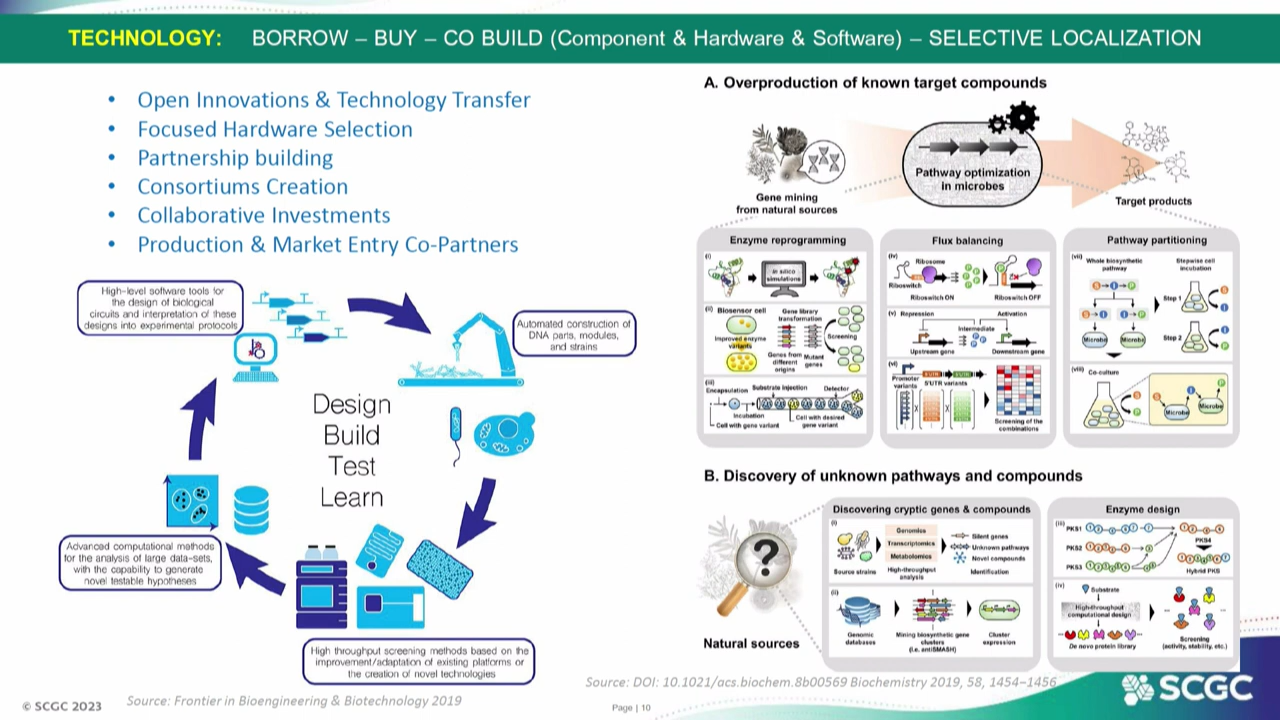 TECHNOLOGY: BORROW – BUY – CO BUILD (Component & Hardware & Software) – SELECTIVE LOCALIZATION
• Open Innovations & Technology Transfer
• Focused Hardware Selection
• Partnership building
• Consortiums Creation
• Collaborative Investments
• Production & Market Entry Co-Partners
High-level software tools for
the design of biological
circuits and interpretation of these
designs into experimental protocols
Automated construction of
DNA parts, modules,
and strains
Design
Build
Test
Learn
Advanced computational methods
for the analysis of large data-sets,
with the capability to generate
novel testable hypotheses
High throughput screening methods based on the
improvement/adaptation of existing platforms or
the creation of novel technologies
Source: Frontier in Bioengineering & Biotechnology 2019
© SCGC 2023
A. Overproduction of known target compounds
Gene mining
from natural sources
Pathway optimization
in microbes
Target products
Enzyme reprogramming
(i)
in silico
simulations
(ii) Biosensor cell
Gene library
transformation
Improved enzyme
variants
Screening
Genes from
different
origins
Mutant
genes
(iii)
Encapsulation
Substrate injection
Detector
Incubation
Cell with gene variant
Cell with desired
gene variant
Flux balancing
(iv)
Ribosome
Riboswitch
Riboswitch ON
Riboswitch OFF
(v) Repression
Activation
Intermediate
Upstream gene
Downstream gene
(vi)
Promoter
variants
5'UTR variants
Screening of the
combinations
Pathway partitioning
(vii)
Whole biosynthetic
pathway
Stepwise cell
incubation
Step 1
Step 2
Microbe
Microbe
(viii) Co-culture
Microbe
Microbe
B. Discovery of unknown pathways and compounds
Natural sources
Discovering cryptic genes & compounds
(i)
Genomics
Transcriptomics
Metabolomics
Silent genes
Unknown pathways
Novel compounds
Source strains
High-throughput
analysis
Identification
(ii)
Genomic
databases
Mining biosynthetic gene
clusters
(i.e. antiSMASH)
Cluster
expression
Enzyme design
(iii)
PKS1
PKS2
PKS3
PKS4
Hybrid PKS
(iv)
Substrate
High-throughput
computational design
De novo protein library
Screening
(activity, stability, etc.)
Source: DOI: 10.1021/acs.biochem.8b00569 Biochemistry 2019, 58, 1454−1456
Page | 10
SCGC